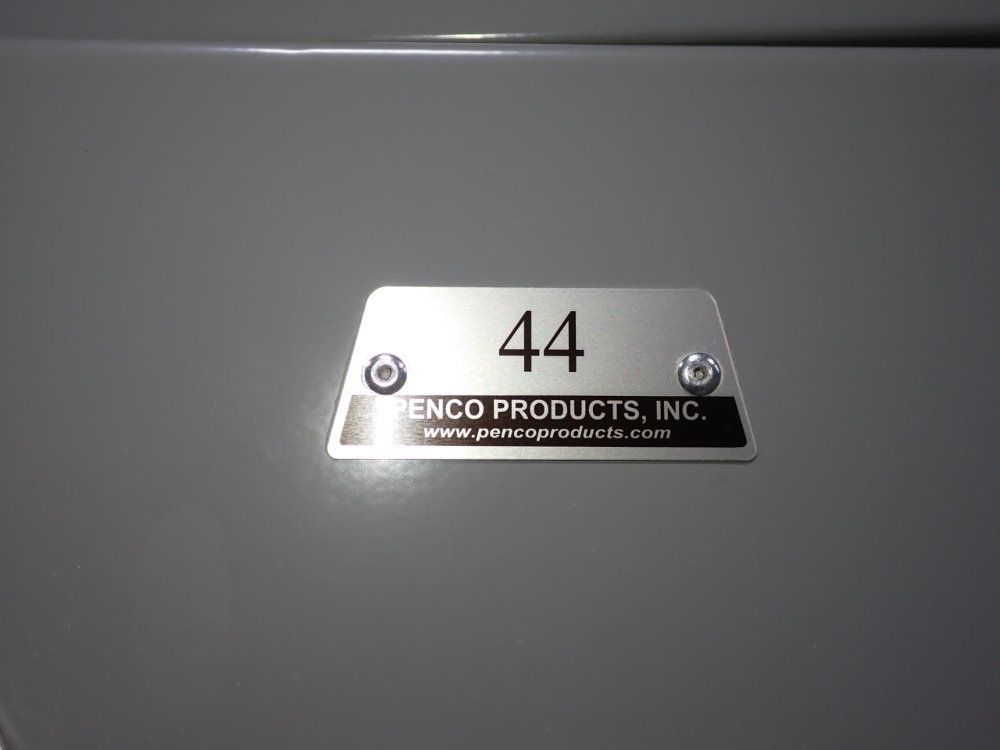 44
PENCO PRODUCTS, INC.
www.pencoproducts.com